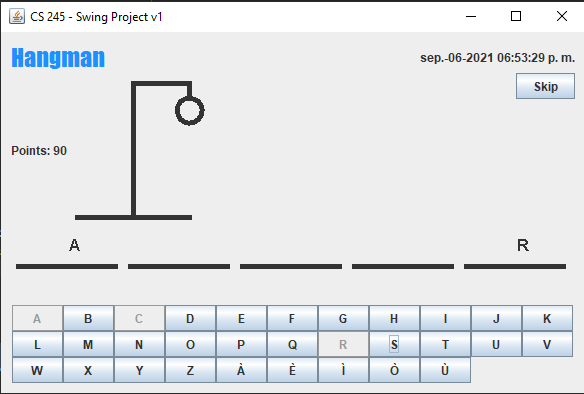 CS 245 - Swing Project v1
Hangman
sep.-06-2021 06:53:29 p. m.
Skip
Points: 90
A R
A B C D E F G H I J K
L M N O P Q R S T U V
W X Y Z À È Ì Ò Ù